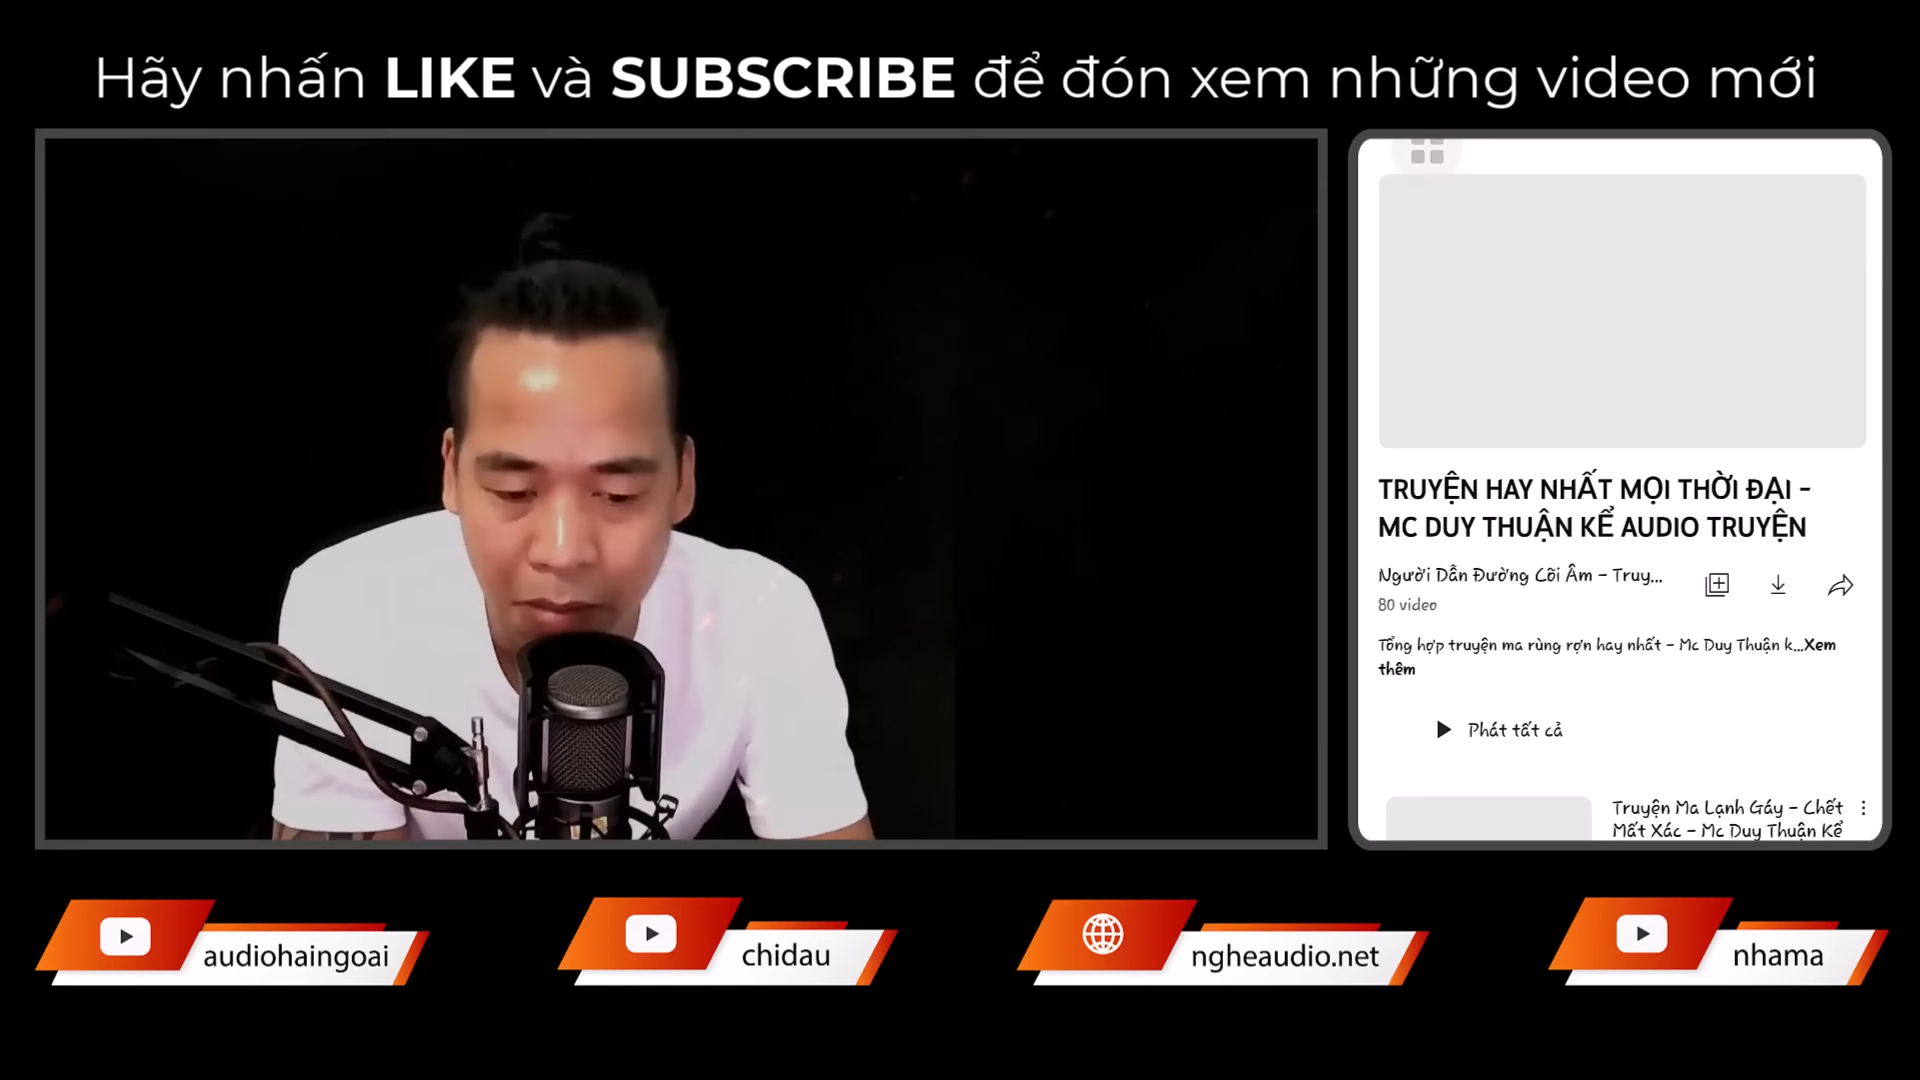 Hãy nhấn LIKE và SUBSCRIBE để đón xem những video mới
TRUYỆN HAY NHẤT MỌI THỜI ĐẠI -
MC DUY THUẬN KỂ AUDIO TRUYỆN
Người Dẫn Đường Cõi Âm - Truy...
80 video
Tổng hợp truyện ma rùng rợn hay nhất - Mc Duy Thuận k...Xem
thêm
Phát tất cả
Truyện Ma Lạnh Gáy - Chết
Mất Xác - Mc Duy Thuận Kể
audiohaingoai
chidau
ngheaudio.net
nhama